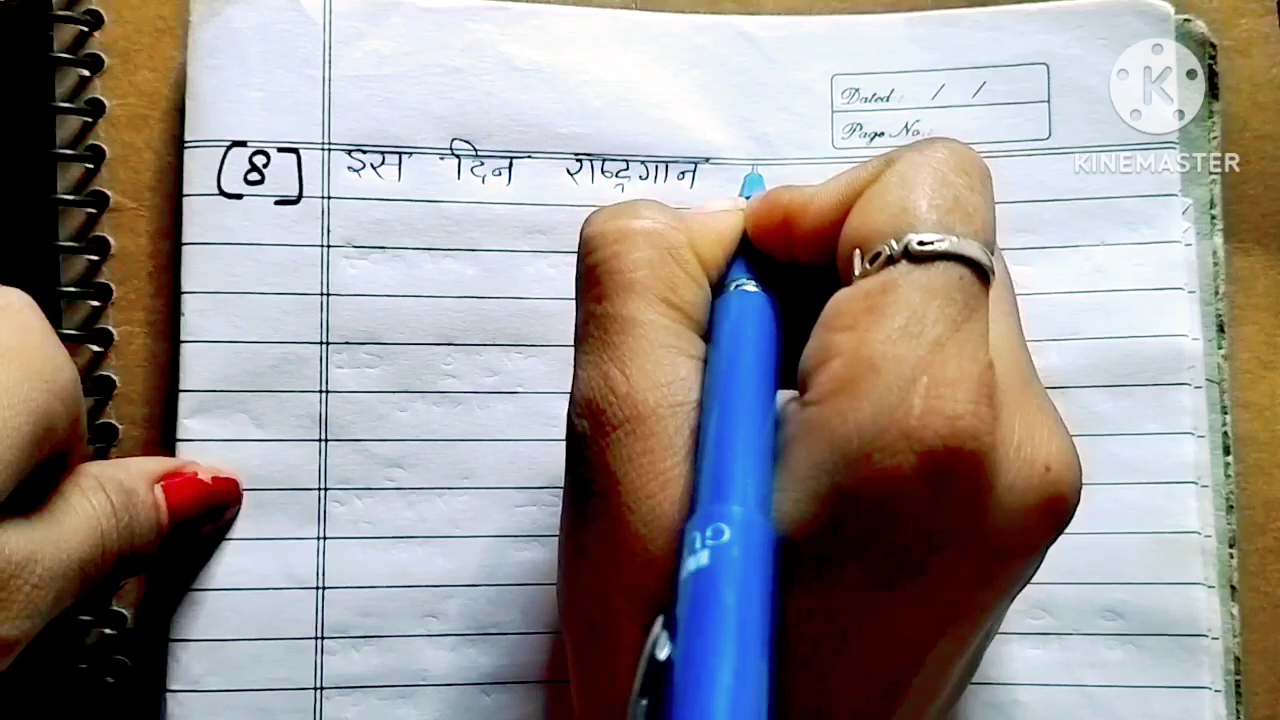 Dated : / /
Page No.:
KINEMASTER
[8] इस दिन राष्ट्रगान